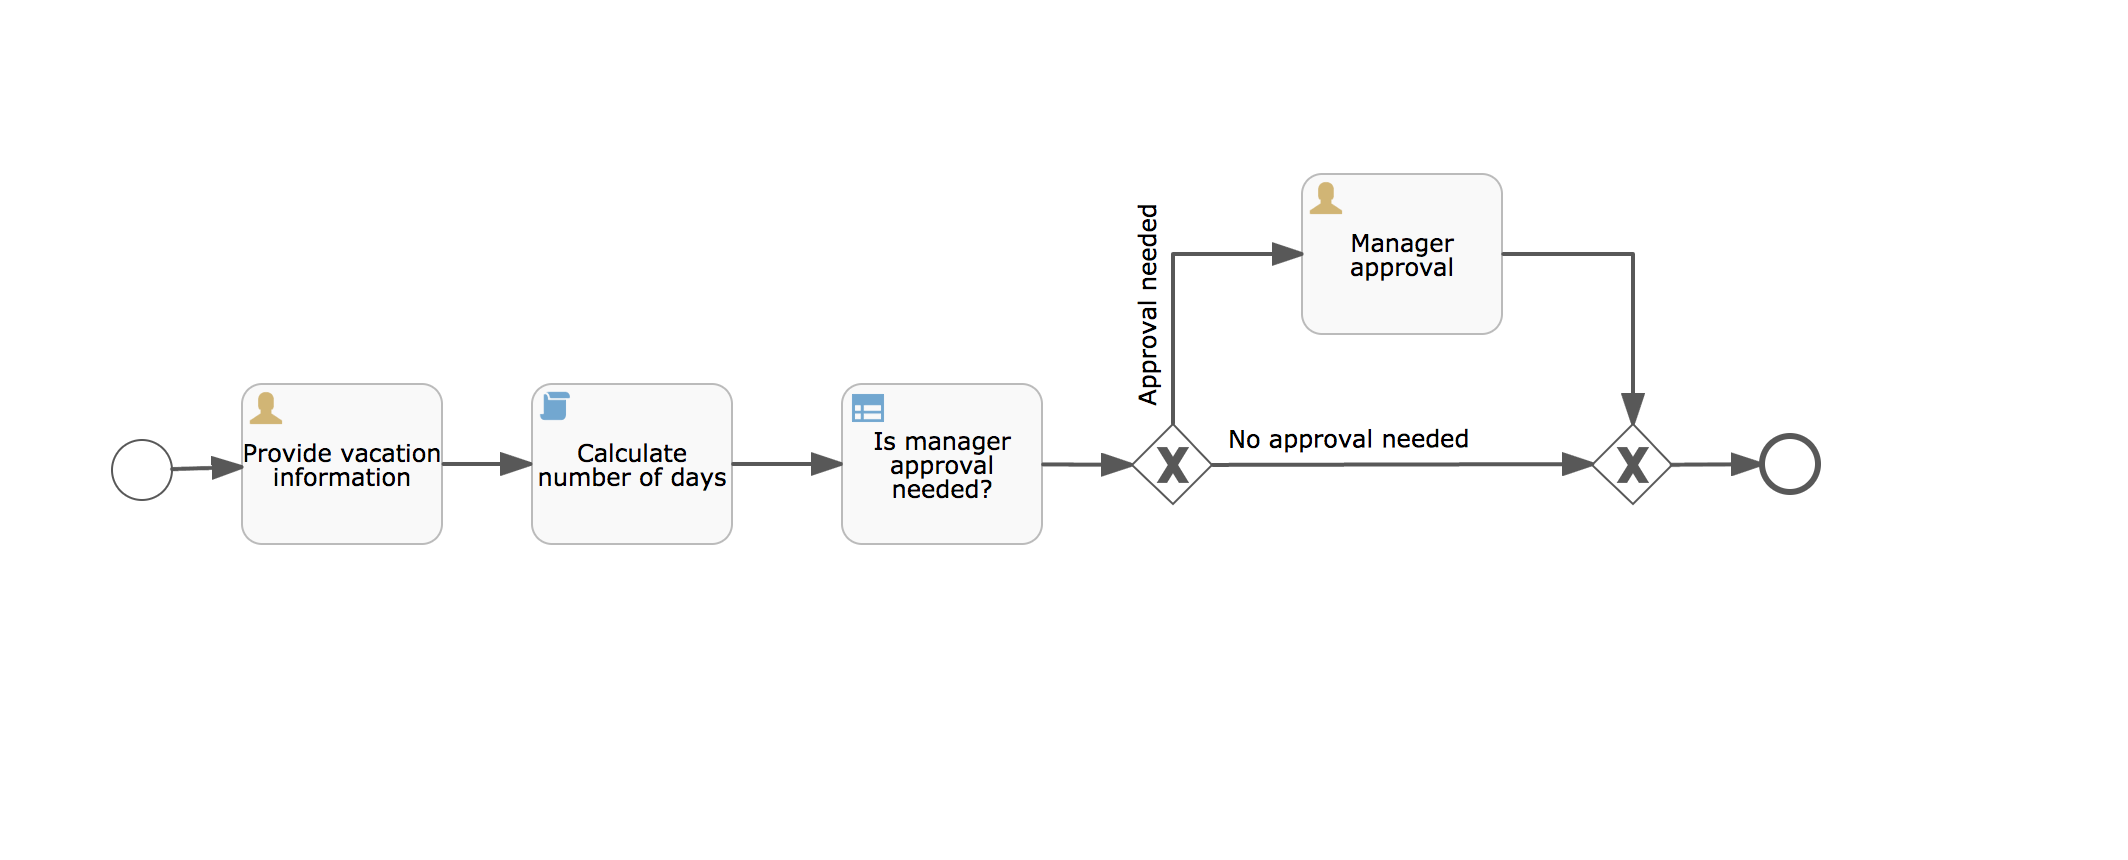 Provide vacation
information
Calculate
number of days
Is manager
approval
needed?
X
Approval needed
Manager
approval
No approval needed
X